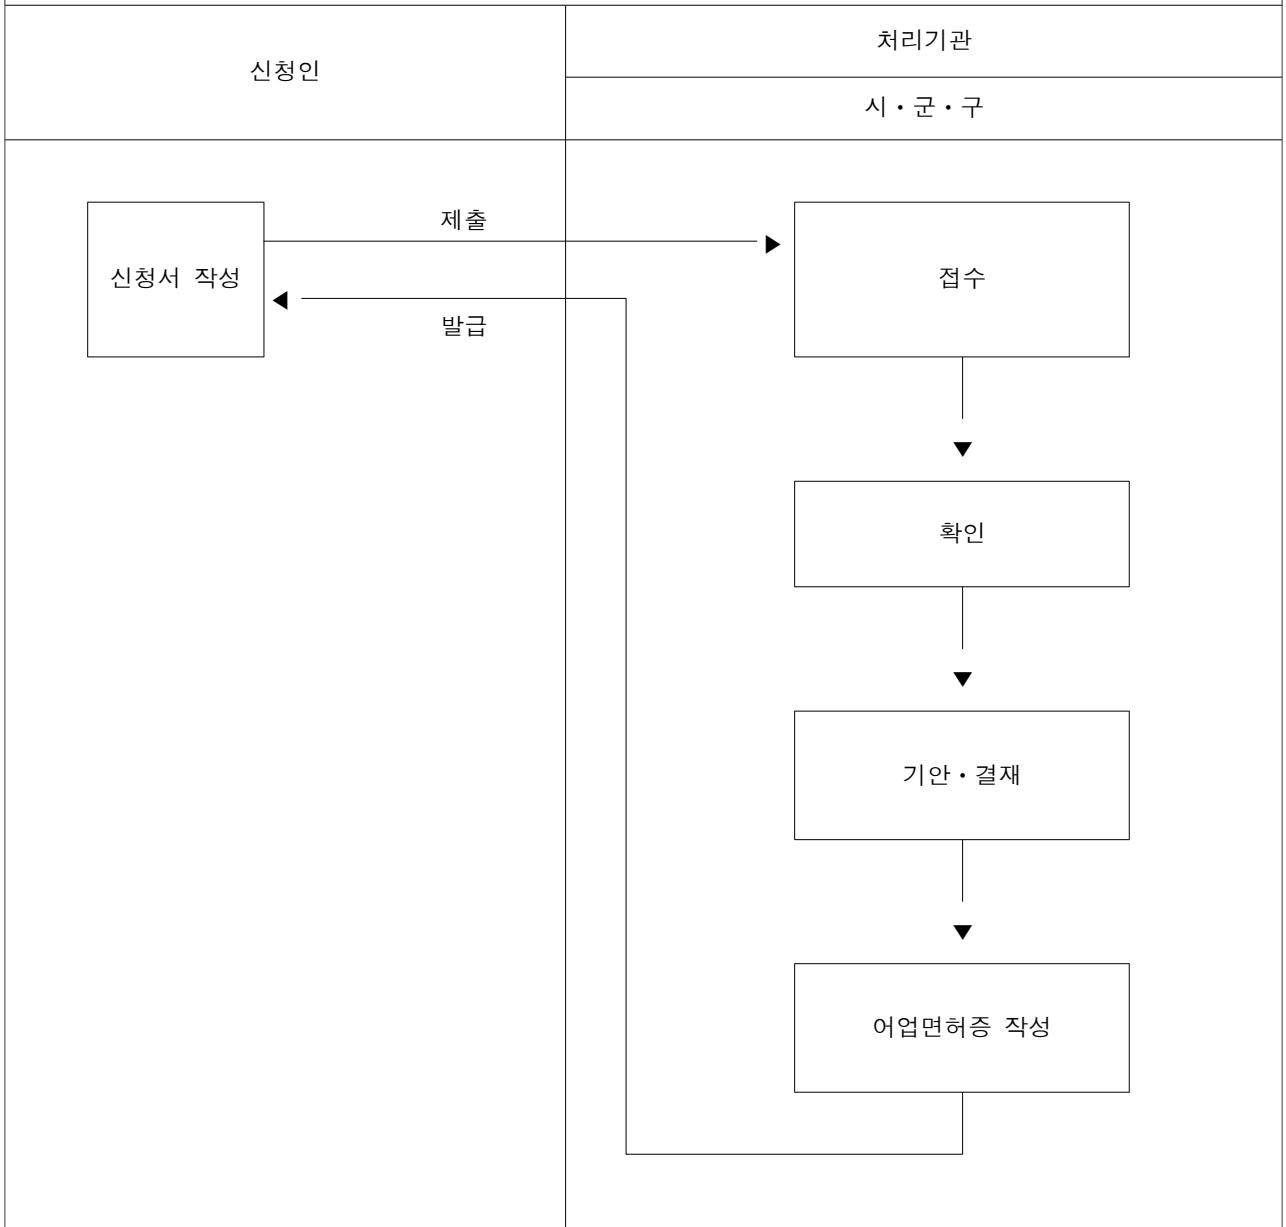 신청인
처리기관
시・군・구
제출
신청서 작성
접수
발급
확인
기안・결재
어업면허증 작성